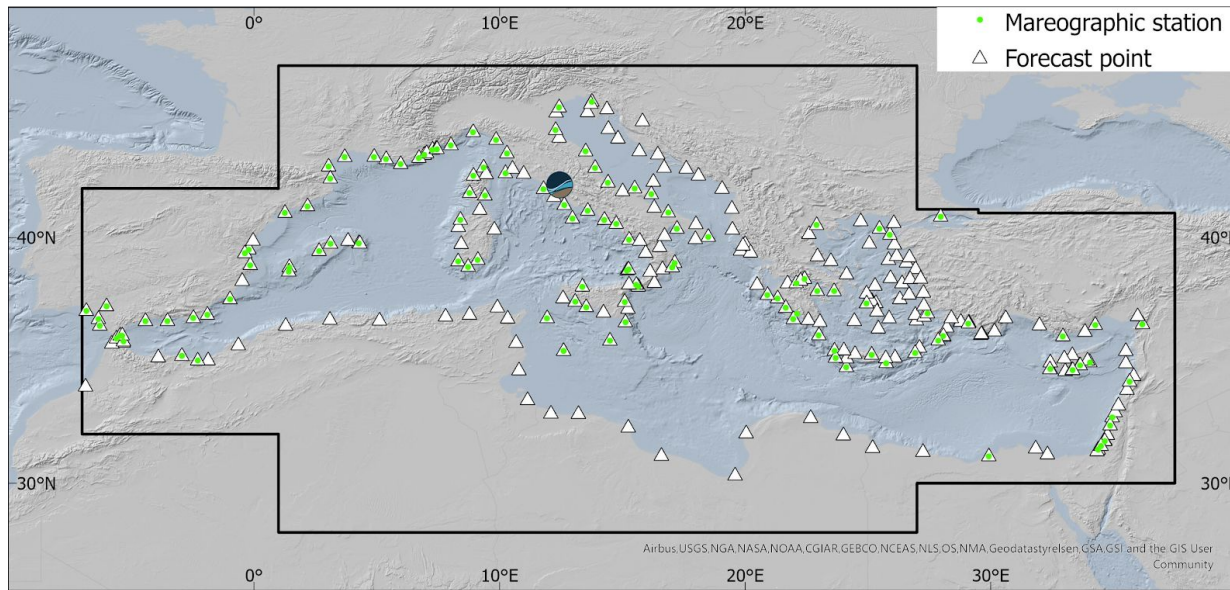 0° 10°E 20°E
Mareographic station
Forecast point
40°N 40°N
30°N 30°N
Airbus,USGS,NGA,NASA,NOAA,CGIAR,GEBCO,NCEAS,NLS,OS,NMA,Geodatastyrelsen,GSA,GSI and the GIS User
Community
0° 10°E 20°E 30°E